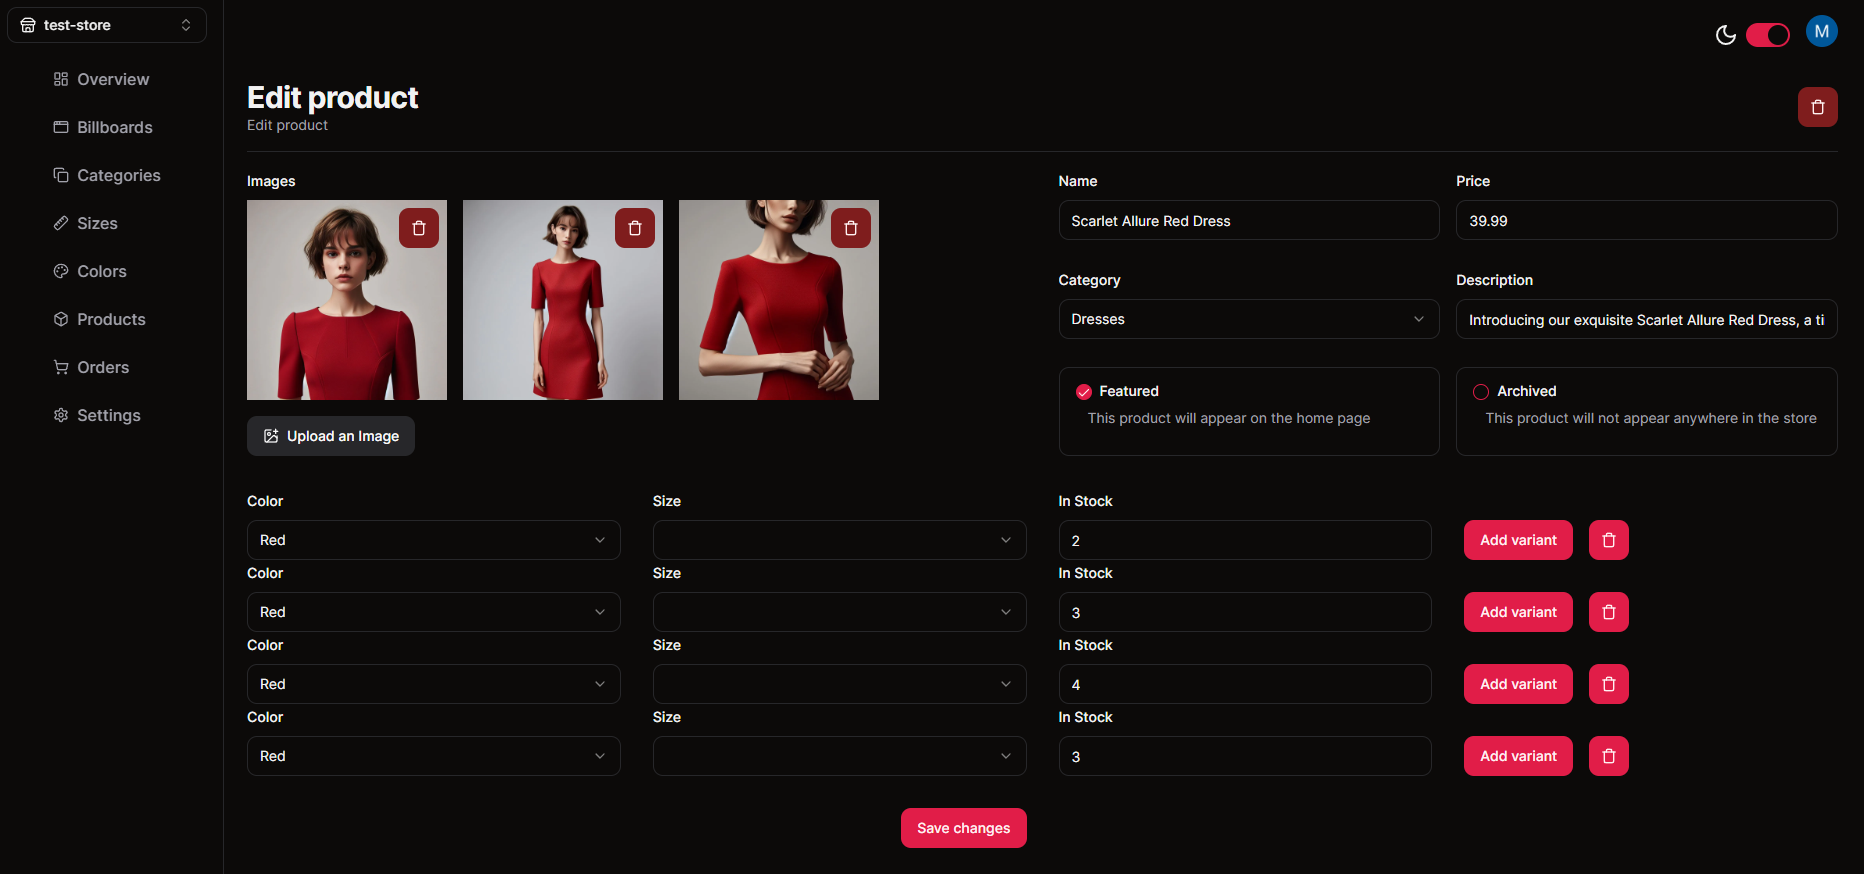 test-store
Overview
Billboards
Categories
Sizes
Colors
Products
Orders
Settings
M
Edit product
Edit product
Images
Upload an Image
Name
Scarlet Allure Red Dress
Price
39.99
Category
Dresses
Description
Introducing our exquisite Scarlet Allure Red Dress, a ti
Featured
This product will appear on the home page
Archived
This product will not appear anywhere in the store
Color
Size
In Stock
Red
2
Add variant
Color
Size
In Stock
Red
3
Add variant
Color
Size
In Stock
Red
4
Add variant
Color
Size
In Stock
Red
3
Add variant
Save changes